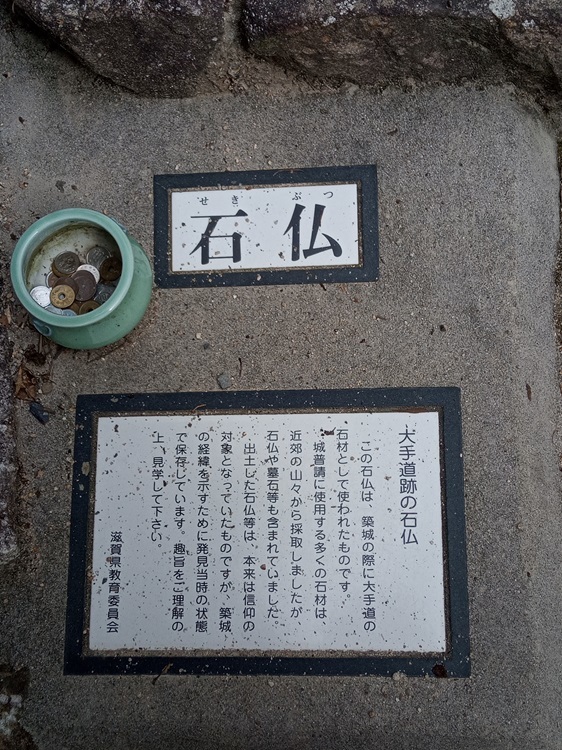 せきぶつ
石仏
大手道跡の石仏
この石仏は、築城の際に大手道の
石材として使われたものです。
城普請に使用する多くの石材は
近郊の山々から採取しましたが
石仏や墓石等も含まれていました。
出土した石仏等は、本来は信仰の
対象となっていたものですが、築城
の経緯を示すために発見当時の状態
で保存しています。趣旨をご理解の
上、見学して下さい。
滋賀県教育委員会